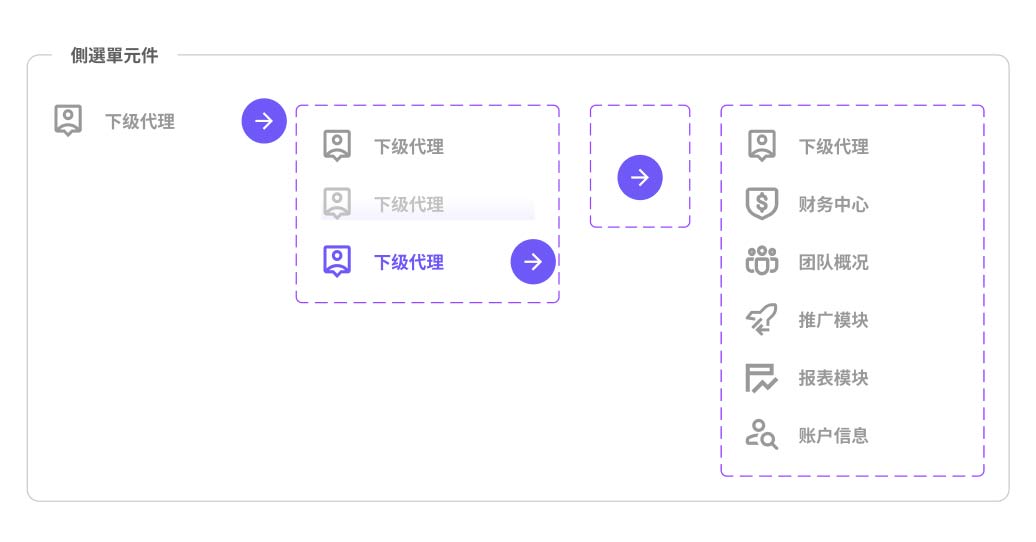 側選單元件
下级代理
下级代理
下级代理
下级代理
下级代理
财务中心
团队概况
推广模块
报表模块
账户信息